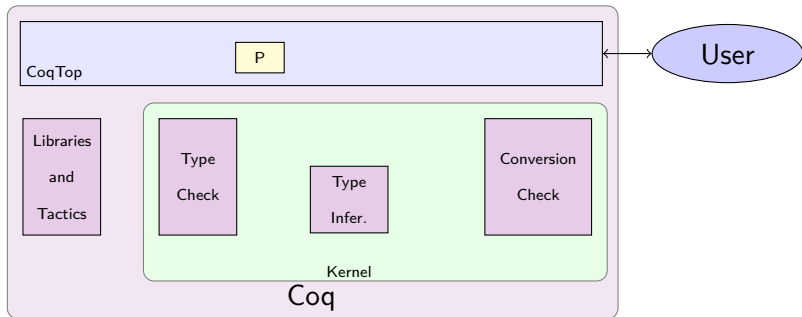 P
User
CoqTop
Libraries
and
Tactics
Type
Check
Type
Infer.
Conversion
Check
Kernel
Coq